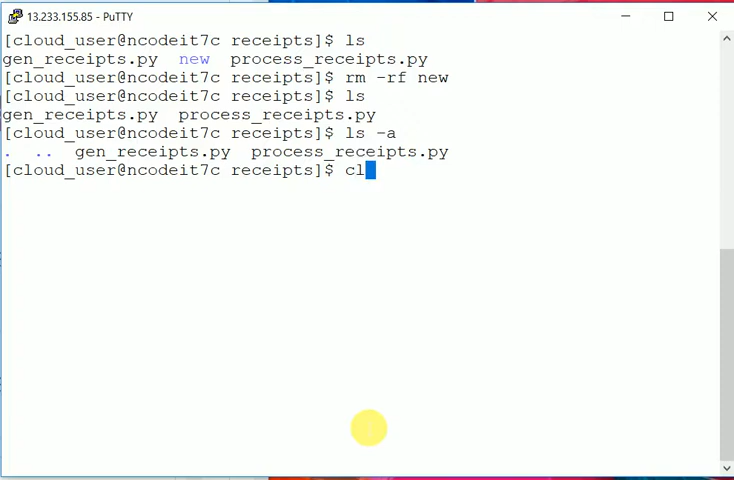 13.233.155.85 - PuTTY
[cloud_user@ncodeit7c receipts]$ ls
gen_receipts.py  new  process_receipts.py
[cloud_user@ncodeit7c receipts]$ rm -rf new
[cloud_user@ncodeit7c receipts]$ ls
gen_receipts.py  process_receipts.py
[cloud_user@ncodeit7c receipts]$ ls -a
.  ..  gen_receipts.py  process_receipts.py
[cloud_user@ncodeit7c receipts]$ cl